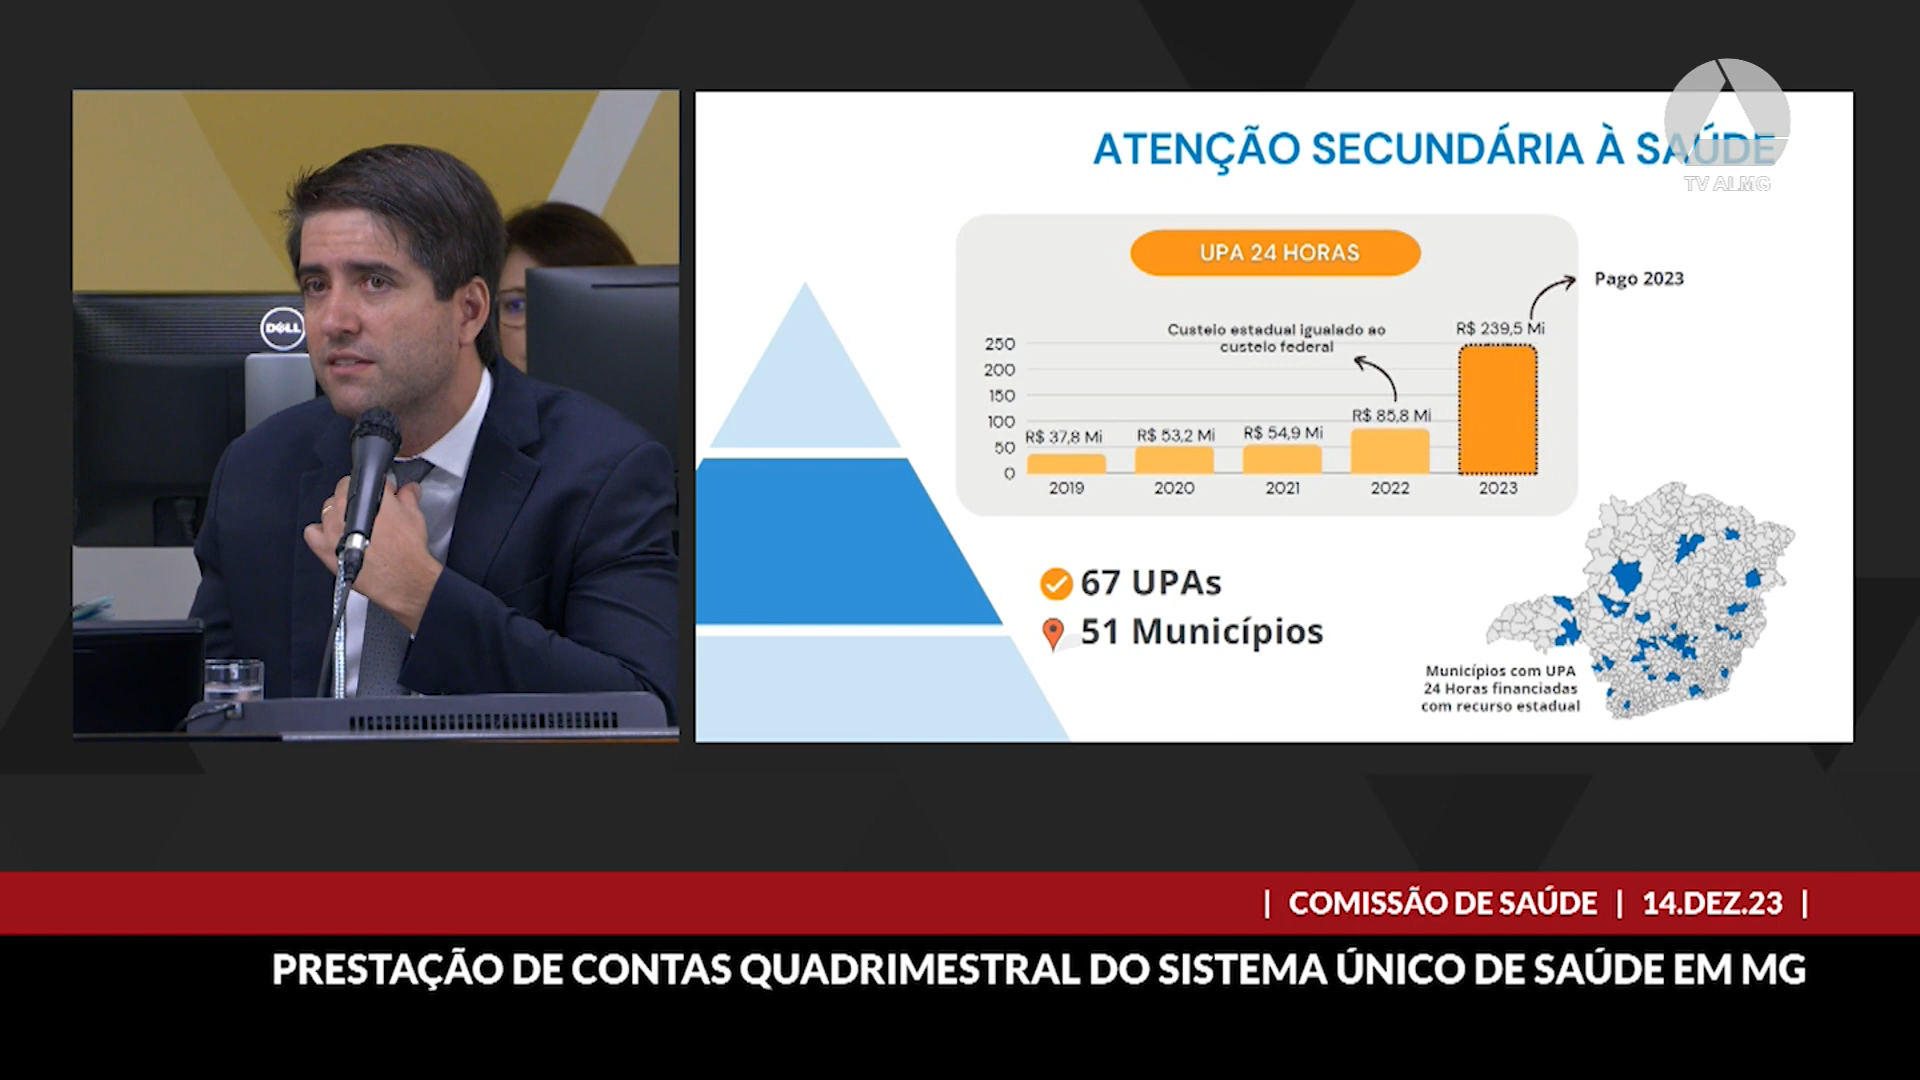 TV ALMG
ATENÇÃO SECUNDÁRIA À SAÚDE
UPA 24 HORAS
Pago 2023
Custeio estadual igualado ao
custeio federal
R$ 239,5 Mi
250
200
150
100
50
0
R$ 37,8 Mi
R$ 53,2 Mi
R$ 54,9 Mi
R$ 85,8 Mi
2019
2020
2021
2022
2023
67 UPAs
51 Municípios
Municípios com UPA
24 Horas financiadas
com recurso estadual
DELL
| COMISSÃO DE SAÚDE | 14.DEZ.23 |
PRESTAÇÃO DE CONTAS QUADRIMESTRAL DO SISTEMA ÚNICO DE SAÚDE EM MG